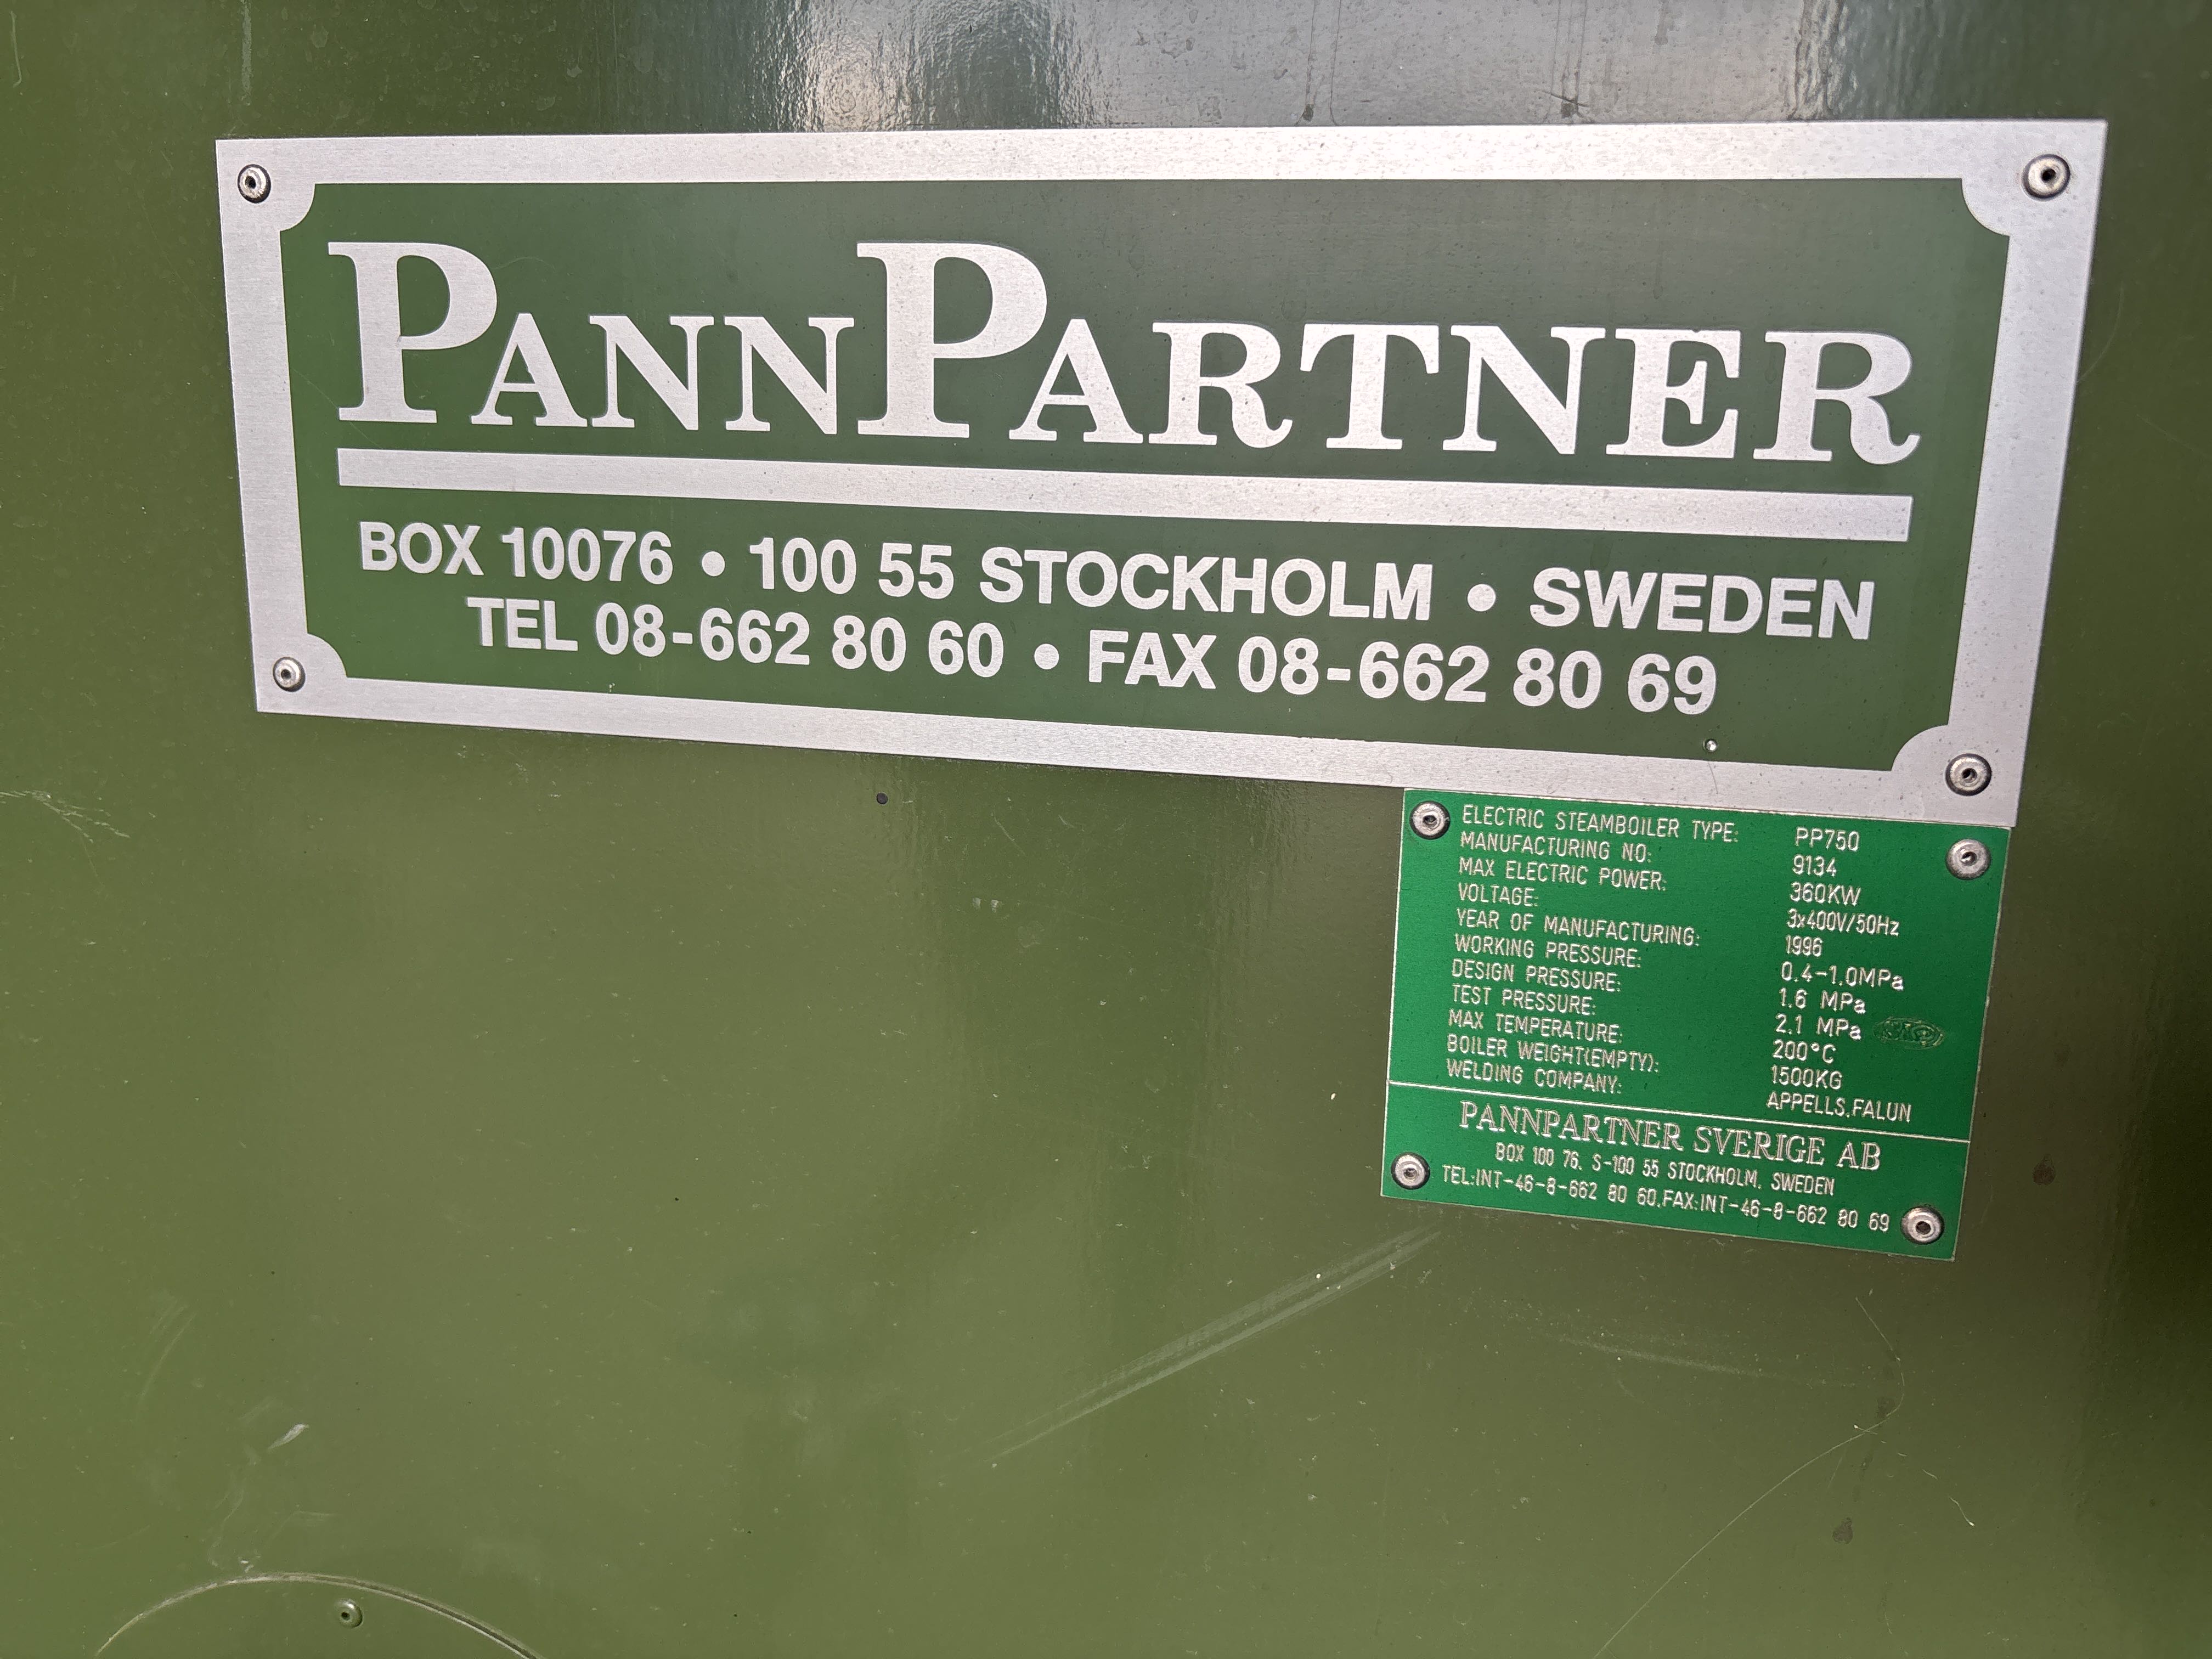 PANNPARTNER
BOX 10076 • 100 55 STOCKHOLM • SWEDEN
TEL 08-662 80 60 • FAX 08-662 80 69
ELECTRIC STEAMBOILER TYPE: PP750
MANUFACTURING NO: 9134
MAX ELECTRIC POWER: 360KW
VOLTAGE: 3x400V/50Hz
YEAR OF MANUFACTURING: 1996
WORKING PRESSURE: 0.4-1.0MPa
DESIGN PRESSURE: 1.6 MPa
TEST PRESSURE: 2.1 MPa
MAX TEMPERATURE: 200°C
BOILER WEIGHT(EMPTY): 1500KG
WELDING COMPANY: APPELLS.FALUN
PANNPARTNER SVERIGE AB
BOX 100 76. S-100 55 STOCKHOLM. SWEDEN
TEL:INT-46-8-662 80 60.FAX:INT-46-8-662 80 69